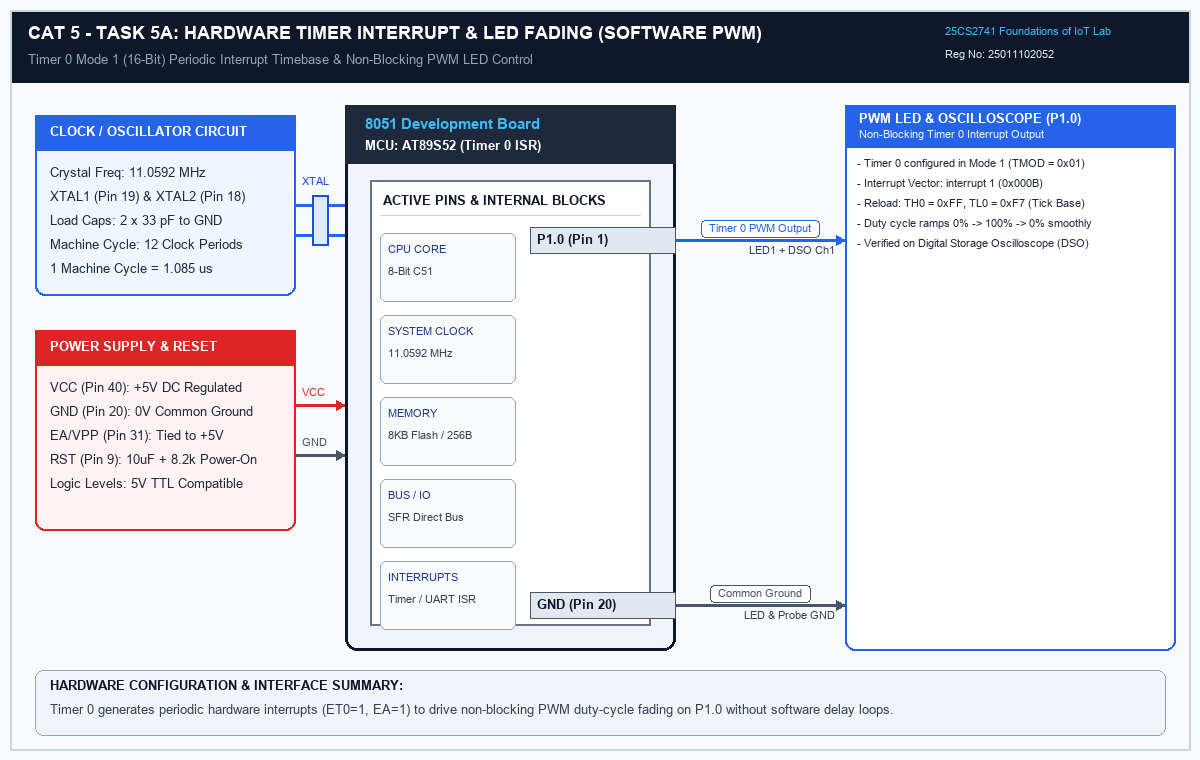 CAT 5 - TASK 5A: HARDWARE TIMER INTERRUPT & LED FADING (SOFTWARE PWM)
Timer 0 Mode 1 (16-Bit) Periodic Interrupt Timebase & Non-Blocking PWM LED Control
25CS2741 Foundations of IoT Lab
Reg No: 25011102052
CLOCK / OSCILLATOR CIRCUIT
Crystal Freq: 11.0592 MHz
XTAL1 (Pin 19) & XTAL2 (Pin 18)
Load Caps: 2 x 33 pF to GND
Machine Cycle: 12 Clock Periods
1 Machine Cycle = 1.085 us
XTAL
POWER SUPPLY & RESET
VCC (Pin 40): +5V DC Regulated
GND (Pin 20): 0V Common Ground
EA/VPP (Pin 31): Tied to +5V
RST (Pin 9): 10uF + 8.2k Power-On
Logic Levels: 5V TTL Compatible
VCC
GND
8051 Development Board
MCU: AT89S52 (Timer 0 ISR)
ACTIVE PINS & INTERNAL BLOCKS
CPU CORE
8-Bit C51
SYSTEM CLOCK
11.0592 MHz
MEMORY
8KB Flash / 256B
BUS / IO
SFR Direct Bus
INTERRUPTS
Timer / UART ISR
P1.0 (Pin 1)
GND (Pin 20)
Timer 0 PWM Output
LED1 + DSO Ch1
Common Ground
LED & Probe GND
PWM LED & OSCILLOSCOPE (P1.0)
Non-Blocking Timer 0 Interrupt Output
- Timer 0 configured in Mode 1 (TMOD = 0x01)
- Interrupt Vector: interrupt 1 (0x000B)
- Reload: TH0 = 0xFF, TL0 = 0xF7 (Tick Base)
- Duty cycle ramps 0% -> 100% -> 0% smoothly
- Verified on Digital Storage Oscilloscope (DSO)
HARDWARE CONFIGURATION & INTERFACE SUMMARY:
Timer 0 generates periodic hardware interrupts (ET0=1, EA=1) to drive non-blocking PWM duty-cycle fading on P1.0 without software delay loops.